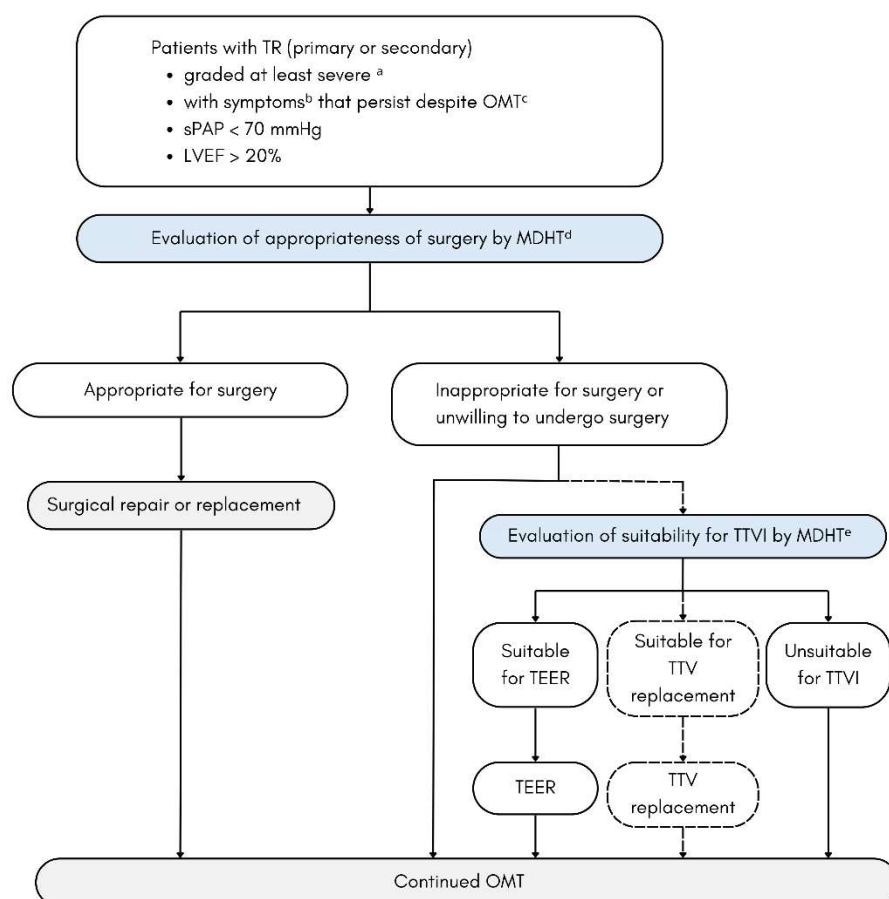 Patients with TR (primary or secondary)
• graded at least severe ᵃ
• with symptomsᵇ that persist despite OMTᶜ
• sPAP < 70 mmHg
• LVEF > 20%
Evaluation of appropriateness of surgery by MDHTᵈ
Appropriate for surgery
Inappropriate for surgery or
unwilling to undergo surgery
Surgical repair or replacement
Evaluation of suitability for TTVI by MDHTᵉ
Suitable
for TEER
Suitable for
TTV
replacement
Unsuitable
for TTVI
TEER
TTV
replacement
Continued OMT